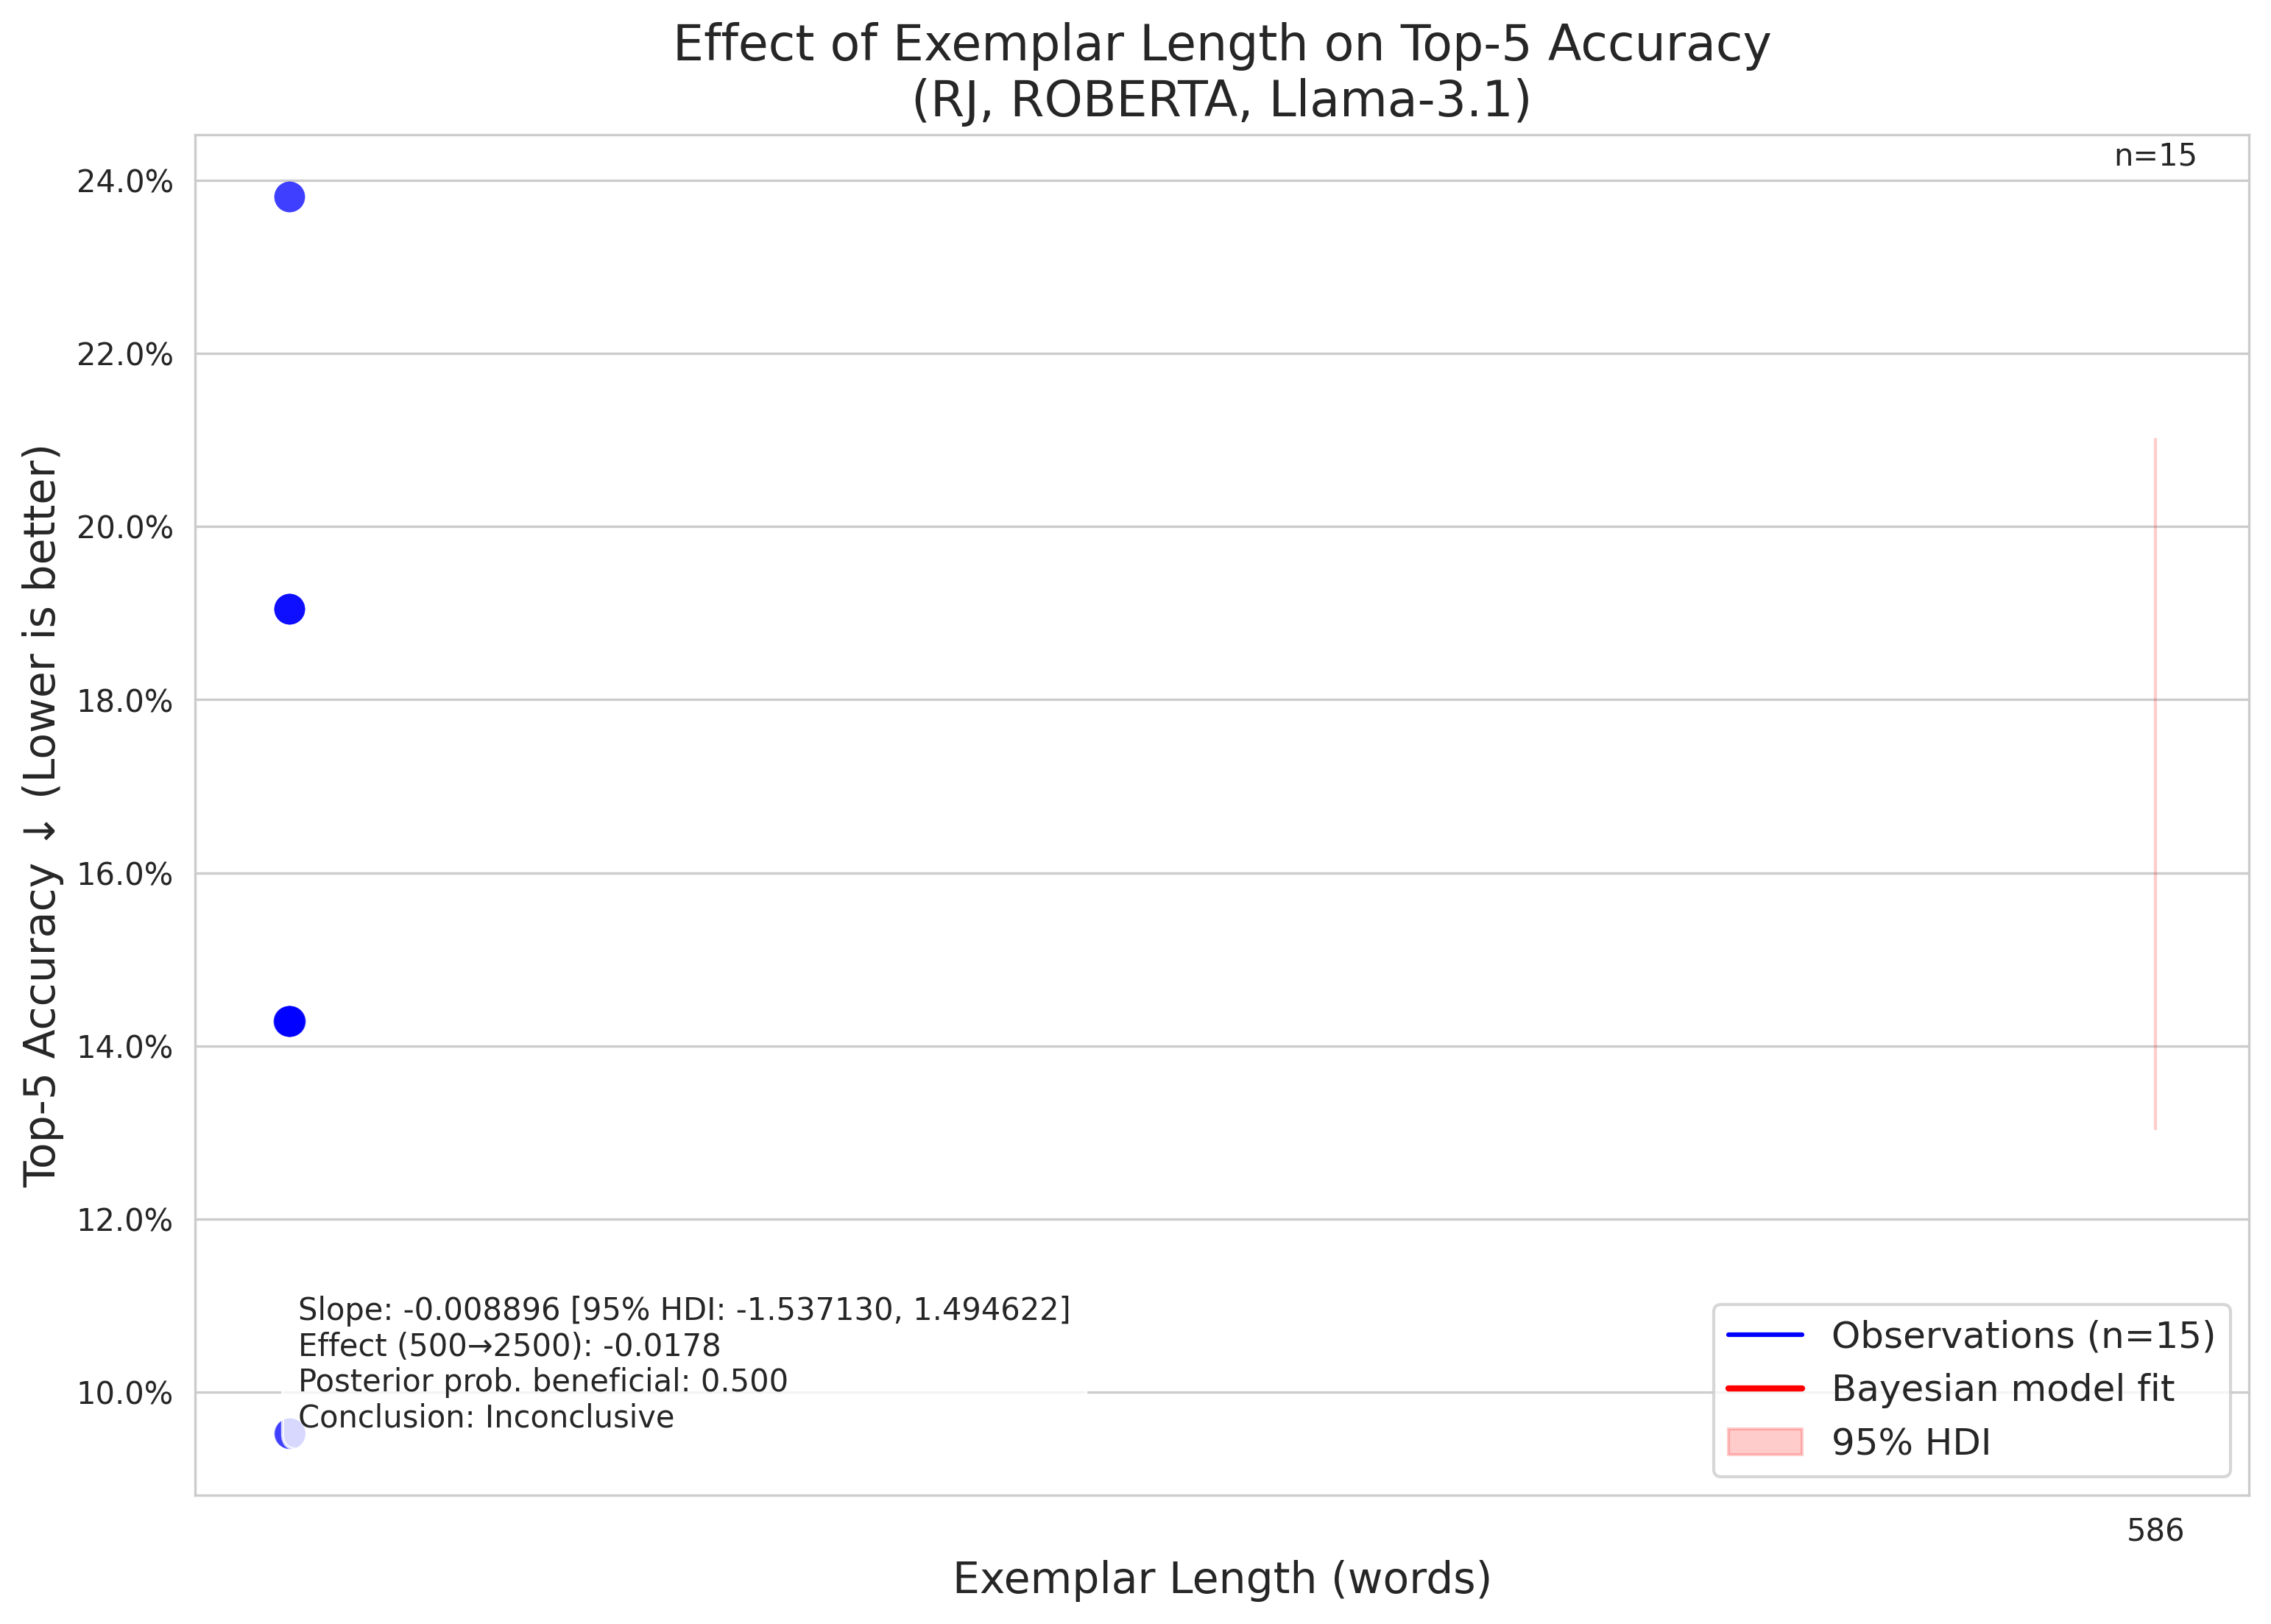 Effect of Exemplar Length on Top-5 Accuracy
(RJ, ROBERTA, Llama-3.1)
n=15
Top-5 Accuracy ↓ (Lower is better)
24.0%
22.0%
20.0%
18.0%
16.0%
14.0%
12.0%
10.0%
Slope: -0.008896 [95% HDI: -1.537130, 1.494622]
Effect (500→2500): -0.0178
Posterior prob. beneficial: 0.500
Conclusion: Inconclusive
Observations (n=15)
Bayesian model fit
95% HDI
586
Exemplar Length (words)